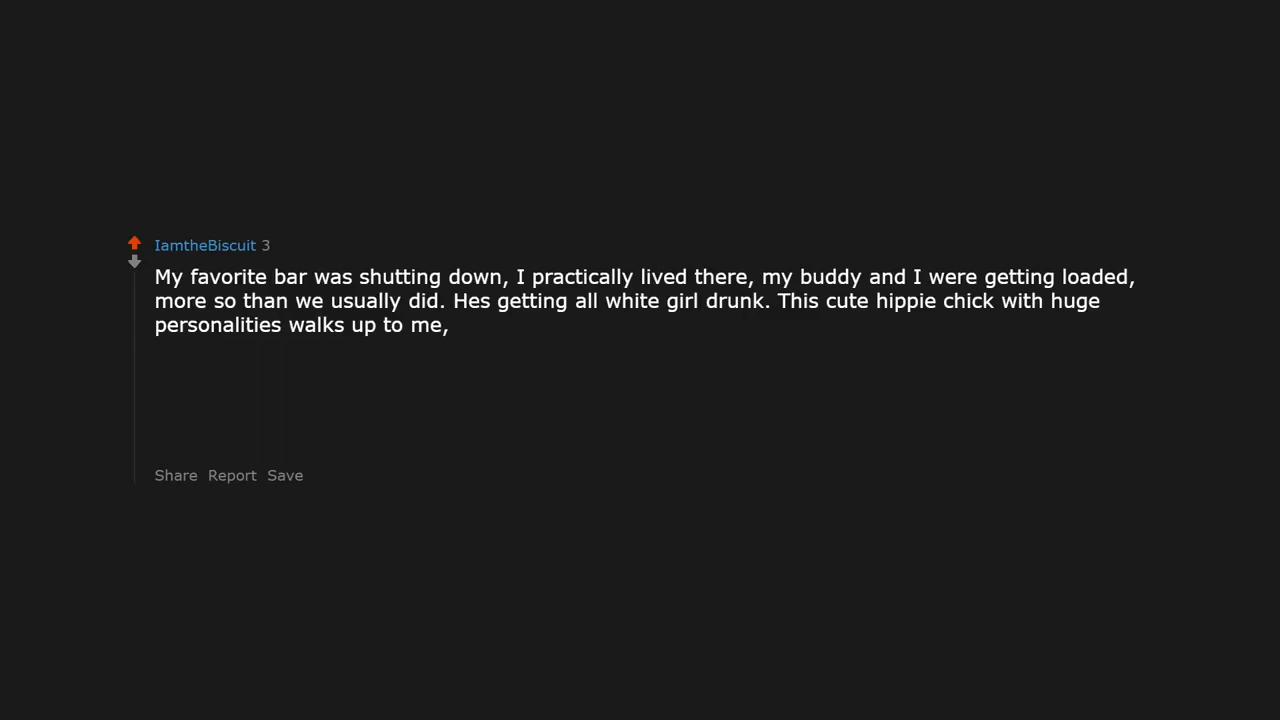 IamtheBiscuit 3
My favorite bar was shutting down, I practically lived there, my buddy and I were getting loaded,
more so than we usually did. Hes getting all white girl drunk. This cute hippie chick with huge
personalities walks up to me,
Share Report Save